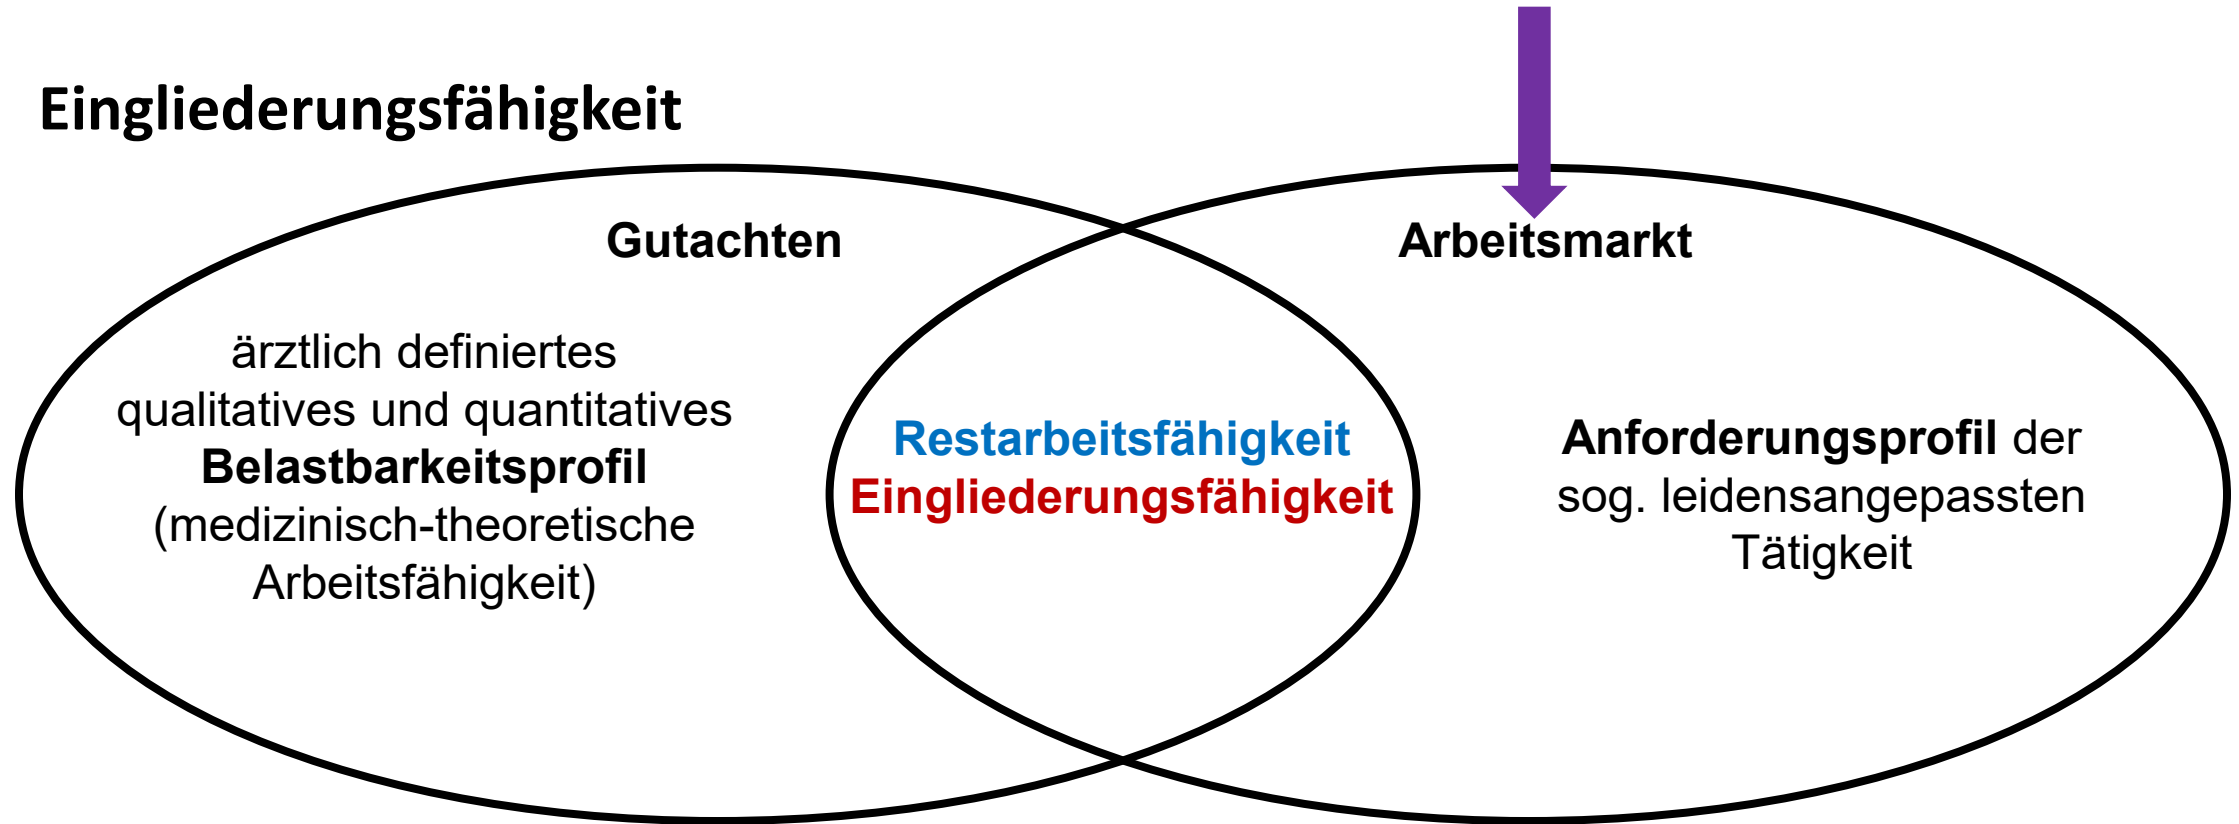 Eingliederungsfähigkeit
Gutachten
ärztlich definiertes
qualitatives und quantitatives
Belastbarkeitsprofil
(medizinisch-theoretische
Arbeitsfähigkeit)
Restarbeitsfähigkeit
Eingliederungsfähigkeit
Arbeitsmarkt
Anforderungsprofil der
sog. leidensangepassten
Tätigkeit